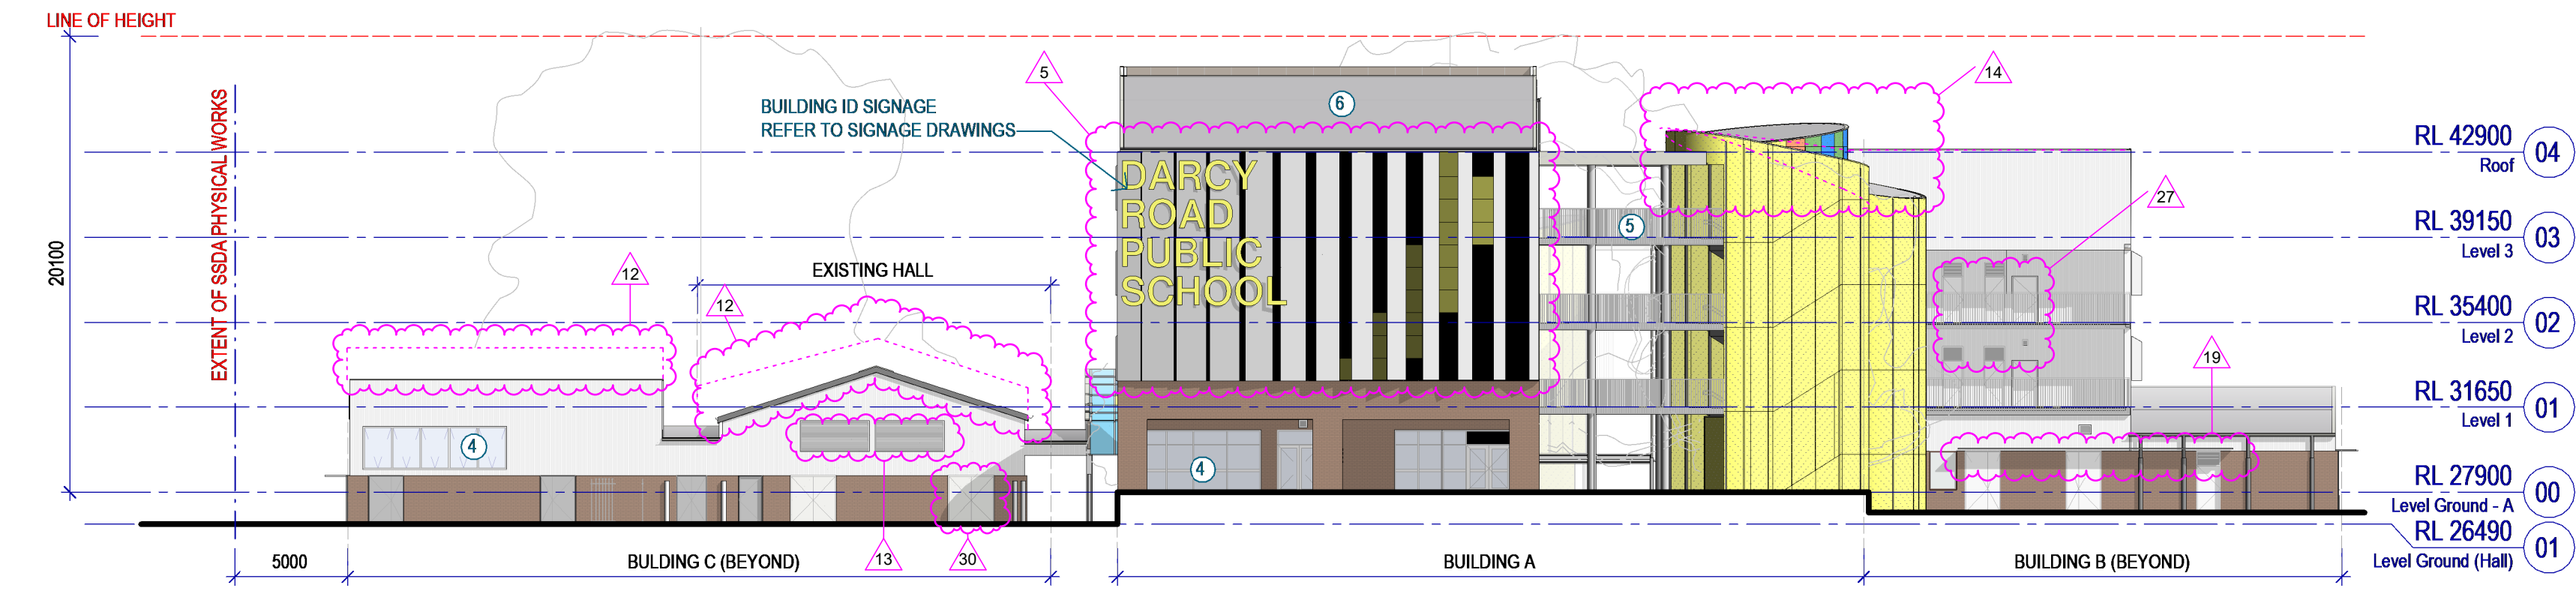 LINE OF HEIGHT
20100
EXTENT OF SSDA PHYSICAL WORKS
12
12
EXISTING HALL
5
BUILDING ID SIGNAGE
REFER TO SIGNAGE DRAWINGS
6
14
DARCY
ROAD
PUBLIC
SCHOOL
5
27
19
4
4
13
30
5000
BULDING C (BEYOND)
BUILDING A
BUILDING B (BEYOND)
RL 42900
Roof
04
RL 39150
Level 3
03
RL 35400
Level 2
02
RL 31650
Level 1
01
RL 27900
Level Ground - A
00
RL 26490
Level Ground (Hall)
01